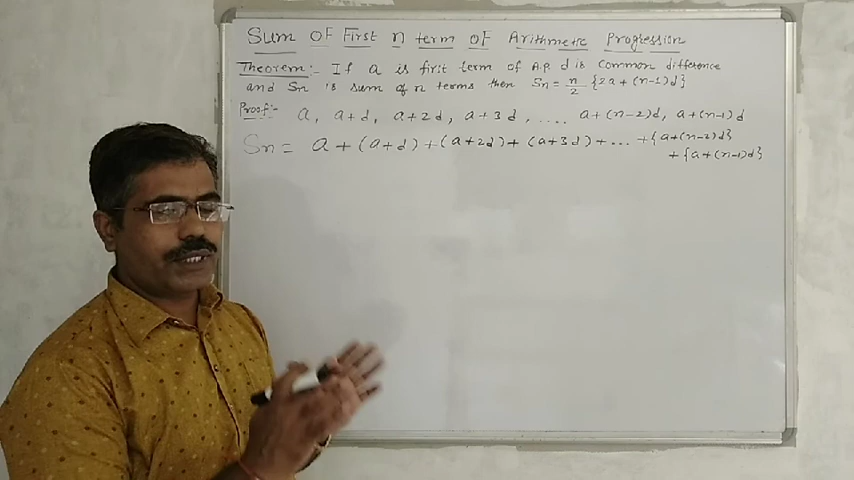 Sum OF First n term OF Arithmetic Progression
Theorem:- If a is first term of A.P. d is common difference
and Sn is sum of n terms then Sn = n/2 {2a + (n-1)d}
Proof:- a, a+d, a+2d, a+3d, .... a+(n-2)d, a+(n-1)d
Sn = a + (a+d) + (a+2d) + (a+3d) + ... + {a+(n-2)d}
+ {a+(n-1)d}